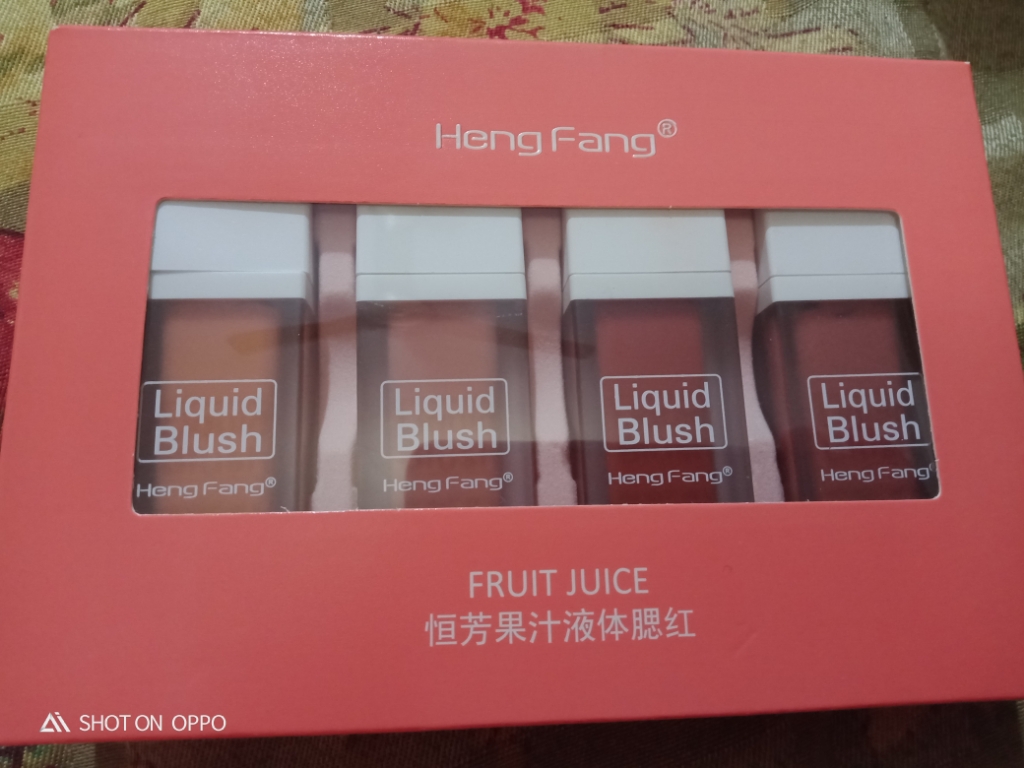 Heng Fang®
Liquid
Blush
Heng Fang®
Liquid
Blush
Heng Fang®
Liquid
Blush
Heng Fang®
Liquid
Blush
Heng Fang®
FRUIT JUICE
恒芳果汁液体腮红
SHOT ON OPPO